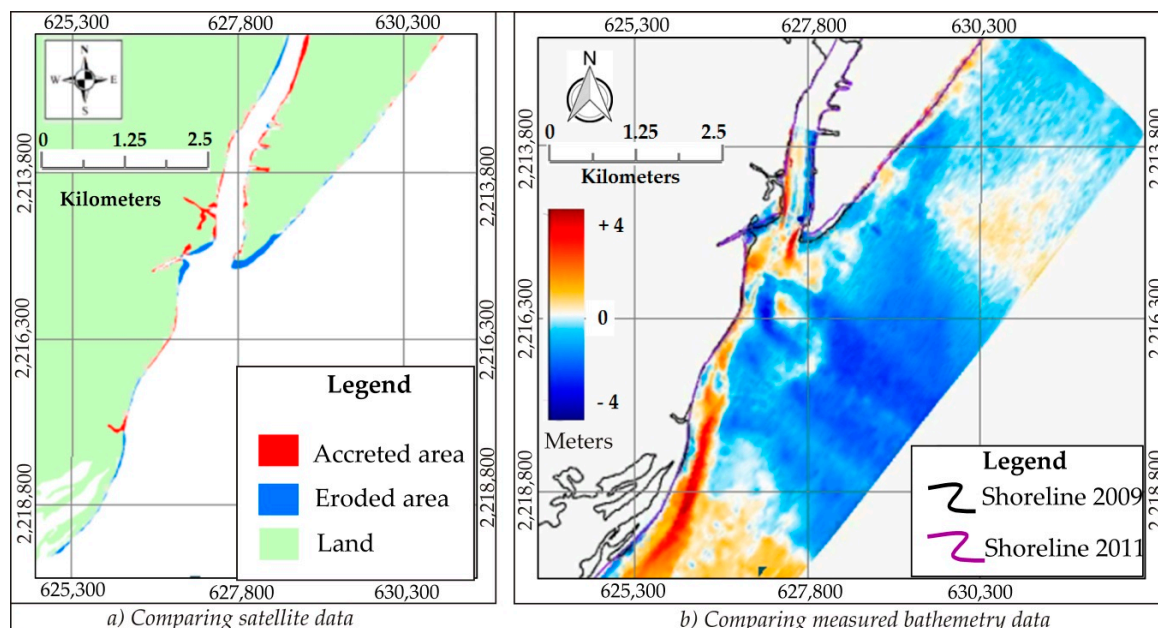 625,300 627,800 630,300
N
W E
S
0 1.25 2.5
Kilometers
2,213,800
2,216,300
2,218,800
2,213,800
2,216,300
2,218,800
Legend
Accreted area
Eroded area
Land
625,300 627,800 630,300
a) Comparing satellite data
625,300 627,800 630,300
N
0 1.25 2.5
Kilometers
+ 4
0
- 4
Meters
2,213,800
2,216,300
2,218,800
2,213,800
2,216,300
2,218,800
Legend
Shoreline 2009
Shoreline 2011
625,300 627,800 630,300
b) Comparing measured bathemetry data